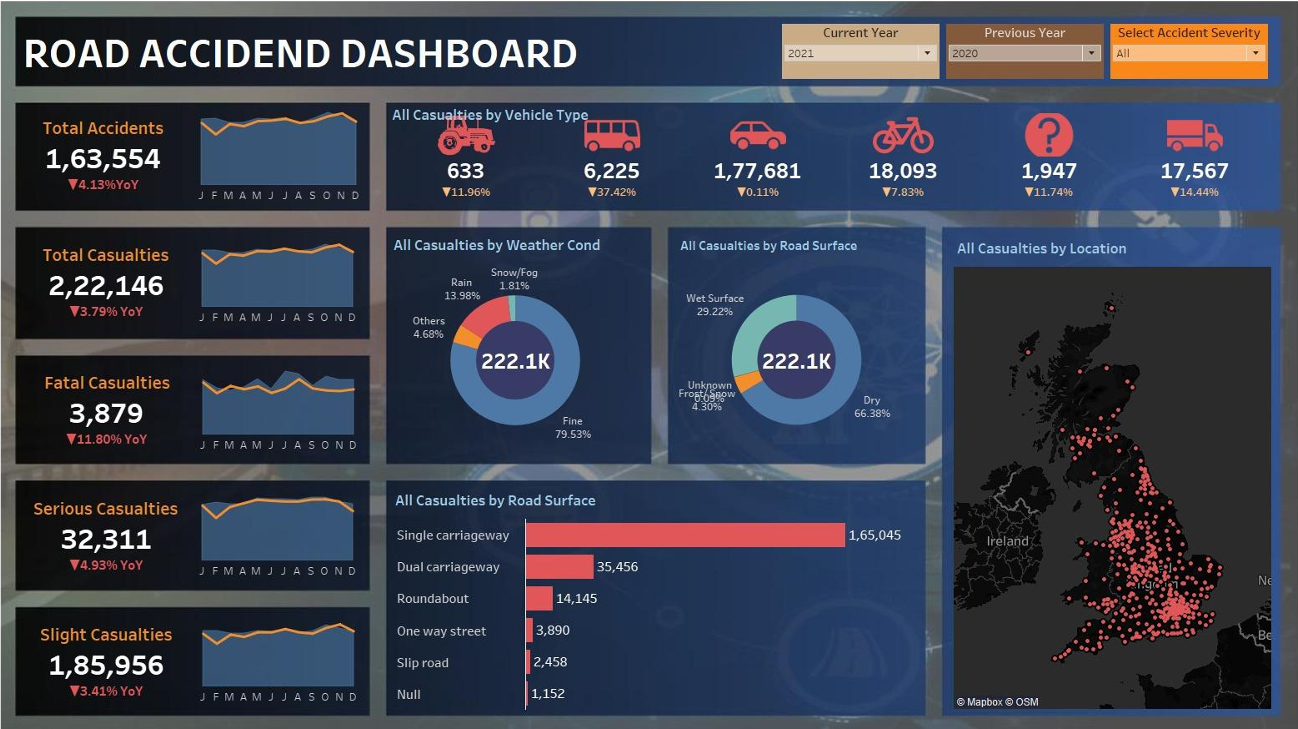 ROAD ACCIDEND DASHBOARD
Current Year
2021
Previous Year
2020
Select Accident Severity
All
Total Accidents
1,63,554
▼4.13%YoY
J F M A M J J A S O N D
Total Casualties
2,22,146
▼3.79% YoY
J F M A M J J A S O N D
Fatal Casualties
3,879
▼11.80% YoY
J F M A M J J A S O N D
Serious Casualties
32,311
▼4.93% YoY
J F M A M J J A S O N D
Slight Casualties
1,85,956
▼3.41% YoY
J F M A M J J A S O N D
All Casualties by Vehicle Type
633
▼11.96%
6,225
▼37.42%
1,77,681
▼0.11%
18,093
▼7.83%
?
1,947
▼11.74%
17,567
▼14.44%
All Casualties by Weather Cond
Snow/Fog
1.81%
Rain
13.98%
Others
4.68%
222.1K
Fine
79.53%
All Casualties by Road Surface
Wet Surface
29.22%
222.1K
Unknown
0.09%
Frost/Snow
4.30%
Dry
66.38%
All Casualties by Road Surface
Single carriageway 1,65,045
Dual carriageway 35,456
Roundabout 14,145
One way street 3,890
Slip road 2,458
Null 1,152
All Casualties by Location
Ireland
Ne
Be
© Mapbox © OSM